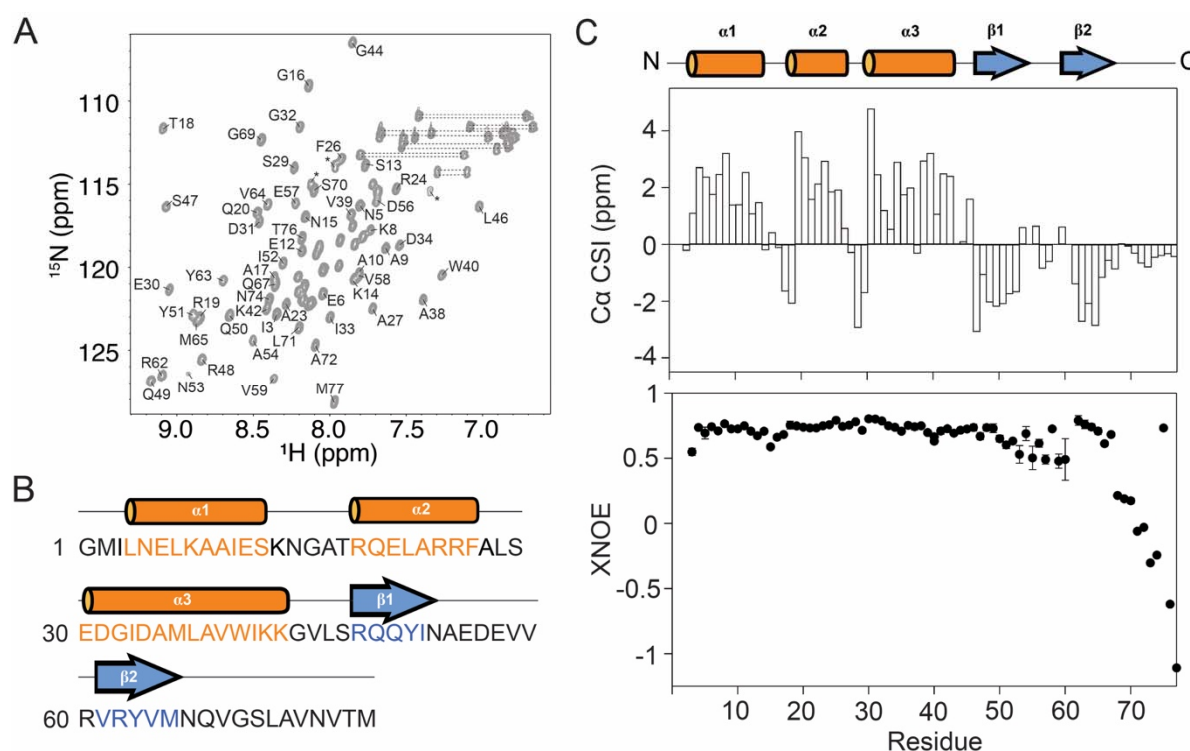 A
G44
G16
110
T18
G32
G69
F26
*
S29
*
S13
115
V64
E57
S70
R24
S47
V39
*
Q20
N5
D56
L46
D31
T76
N15
K8
E12
D34
I52
A10
A9
W40
120
Y63
A17
V58
E30
Q67
K14
R19
N74
E6
Y51
K42
A23
A27
A38
Q50
I3
I33
M65
L71
A54
A72
125
R62
R48
Q49
N53
V59
M77
15N (ppm)
9.0 8.5 8.0 7.5 7.0
1H (ppm)
B
α1 α2
1 GMILNELKAAIESKNGATRQELARRFALS
α3 β1
30 EDGIDAMLAVWIKKGVLSRQQYINAEDEVV
β2
60 RVRYVMNQVGSLAVNVTM
C
α1 α2 α3 β1 β2
N
4
2
0
-2
-4
Cα CSI (ppm)
1
0.5
0
-0.5
-1
XNOE
10 20 30 40 50 60 70
Residue